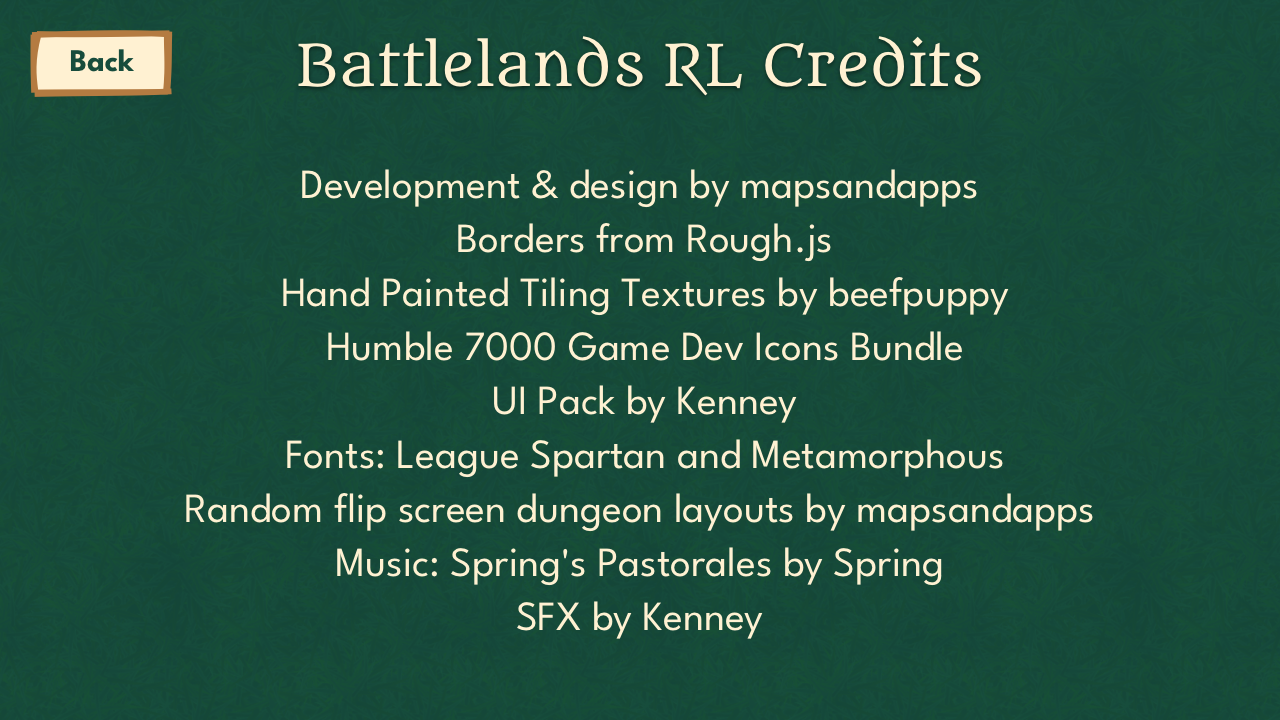 Back
Battlelands RL Credits
Development & design by mapsandapps
Borders from Rough.js
Hand Painted Tiling Textures by beefpuppy
Humble 7000 Game Dev Icons Bundle
UI Pack by Kenney
Fonts: League Spartan and Metamorphous
Random flip screen dungeon layouts by mapsandapps
Music: Spring's Pastorales by Spring
SFX by Kenney